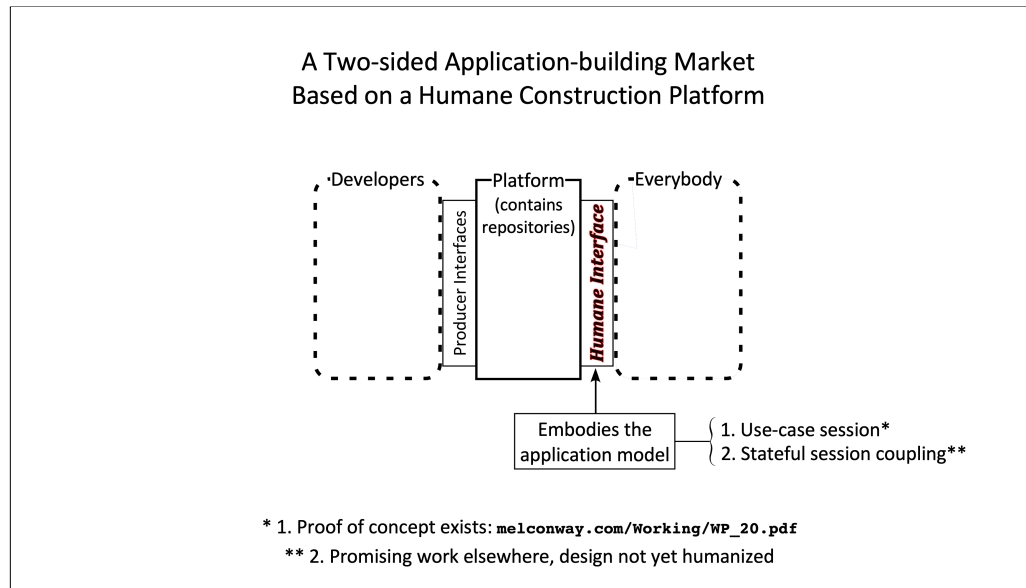 A Two-sided Application-building Market
Based on a Humane Construction Platform
Developers
Platform
Everybody
(contains
repositories)
Producer Interfaces
Humane Interface
Embodies the
application model
1. Use-case session*
2. Stateful session coupling**
* 1. Proof of concept exists: melconway.com/Working/WP_20.pdf
** 2. Promising work elsewhere, design not yet humanized